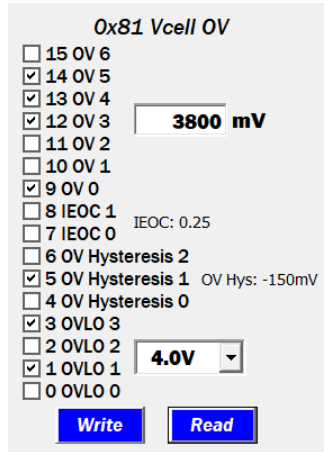 0x81 Vcell OV
15 OV 6
14 OV 5
13 OV 4
12 OV 3 3800 mV
11 OV 2
10 OV 1
9 OV 0
8 IEOC 1 IEOC: 0.25
7 IEOC 0
6 OV Hysteresis 2
5 OV Hysteresis 1 OV Hys: -150mV
4 OV Hysteresis 0
3 OVLO 3
2 OVLO 2 4.0V
1 OVLO 1
0 OVLO 0
Write Read